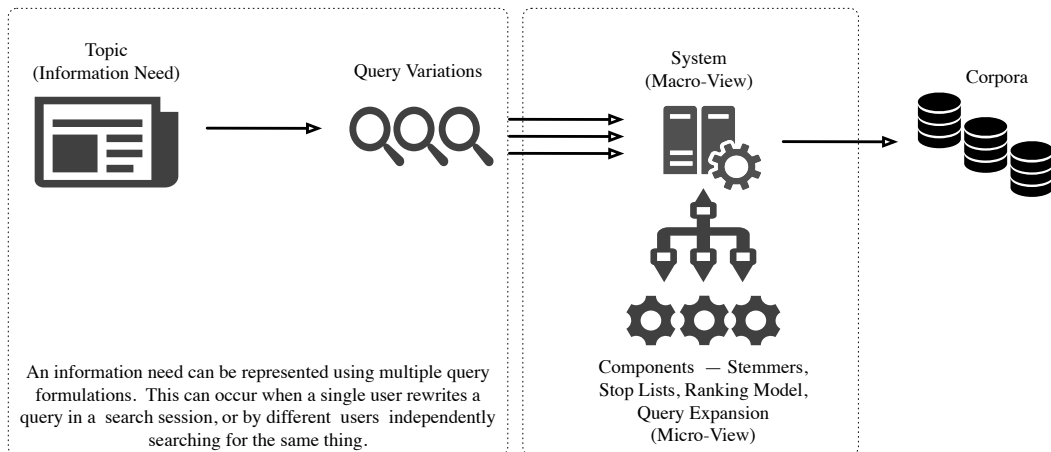 Topic
(Information Need)
Query Variations
An information need can be represented using multiple query
formulations. This can occur when a single user rewrites a
query in a search session, or by different users independently
searching for the same thing.
System
(Macro-View)
Components — Stemmers,
Stop Lists, Ranking Model,
Query Expansion
(Micro-View)
Corpora